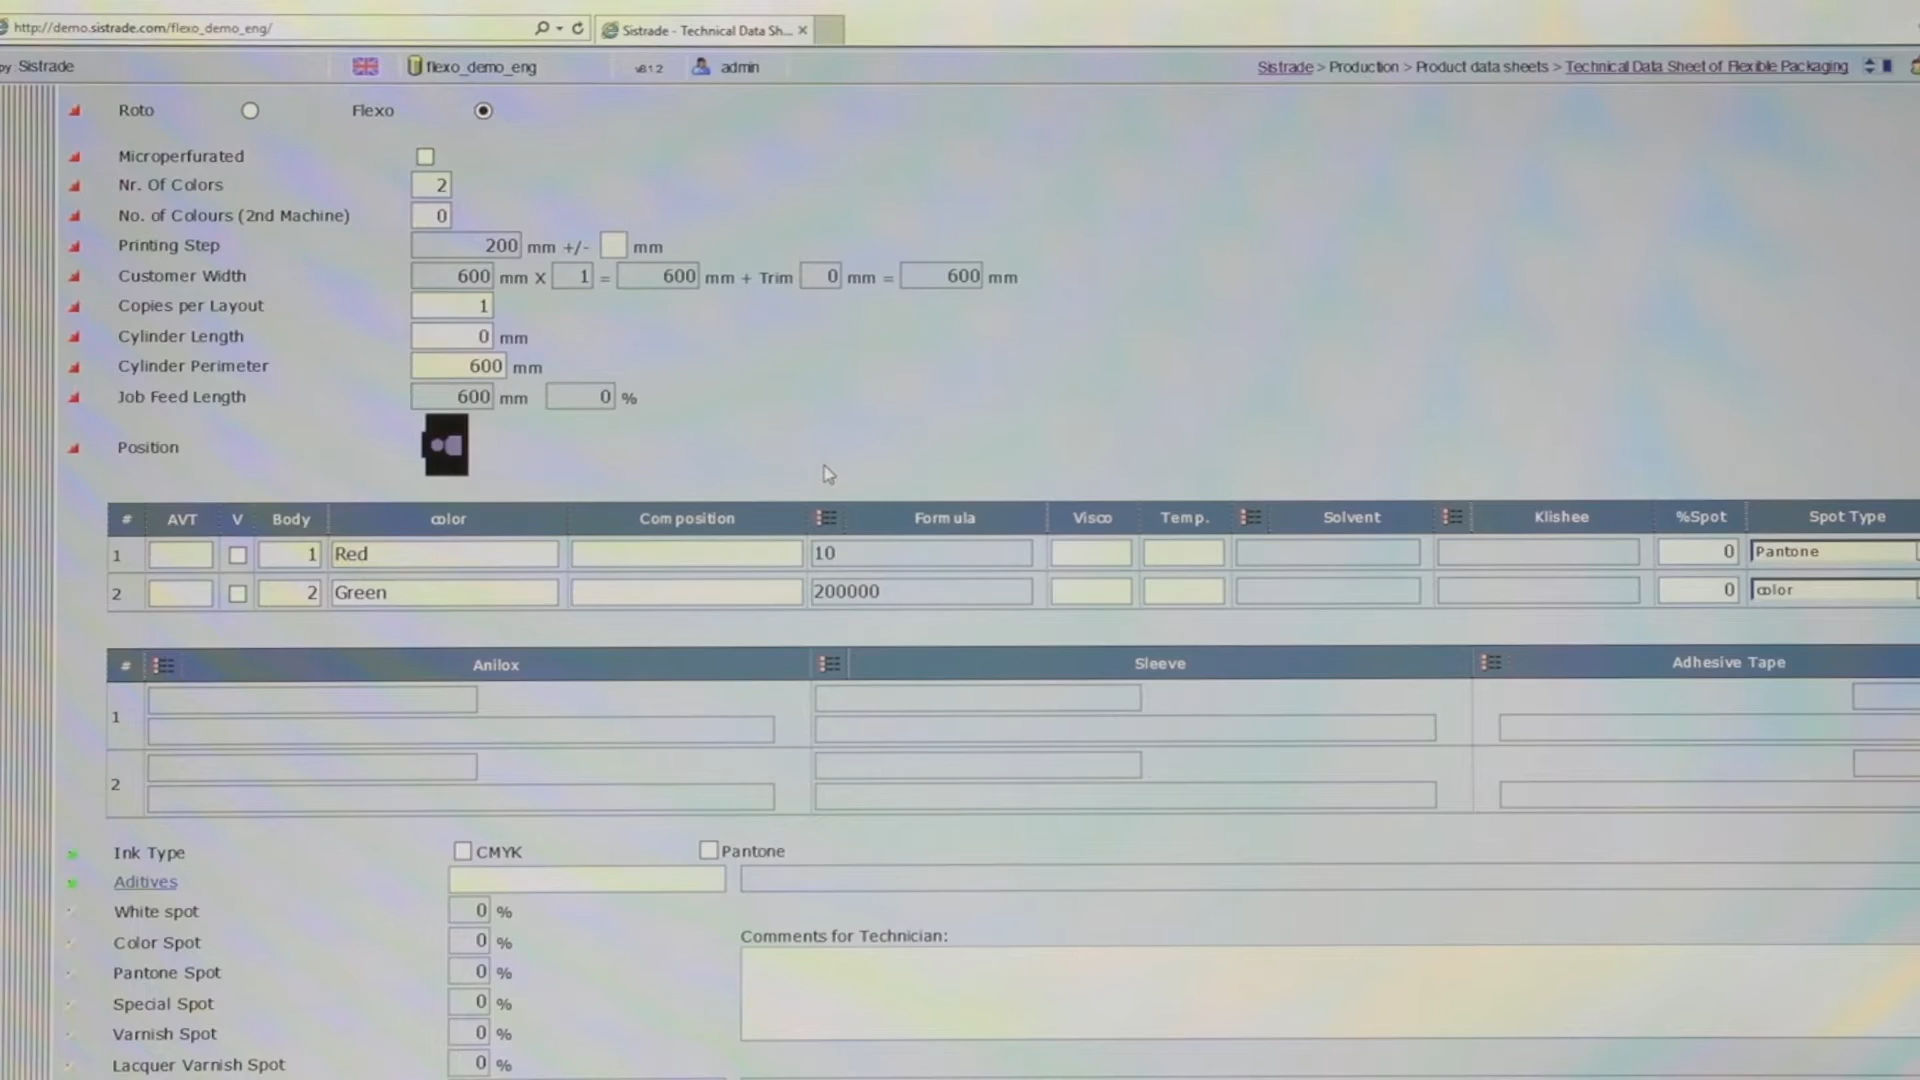 http://demo.sistrade.com/flexo_demo_eng/
Sistrade - Technical Data Sh...
py Sistrade flexo_demo_eng v8.1.2 admin Sistrade > Production > Product data sheets > Technical Data Sheet of Flexible Packaging
Roto Flexo
Microperfurated
Nr. Of Colors 2
No. of Colours (2nd Machine) 0
Printing Step 200 mm +/- mm
Customer Width 600 mm X 1 = 600 mm + Trim 0 mm = 600 mm
Copies per Layout 1
Cylinder Length 0 mm
Cylinder Perimeter 600 mm
Job Feed Length 600 mm 0 %
Position
# AVT V Body color Composition Formula Visco Temp. Solvent Klishee %Spot Spot Type
1 1 Red 10 0 Pantone
2 2 Green 200000 0 color
# Anilox Sleeve Adhesive Tape
1
2
Ink Type CMYK Pantone
Aditives
White spot 0 %
Color Spot 0 %
Comments for Technician:
Pantone Spot 0 %
Special Spot 0 %
Varnish Spot 0 %
Lacquer Varnish Spot 0 %